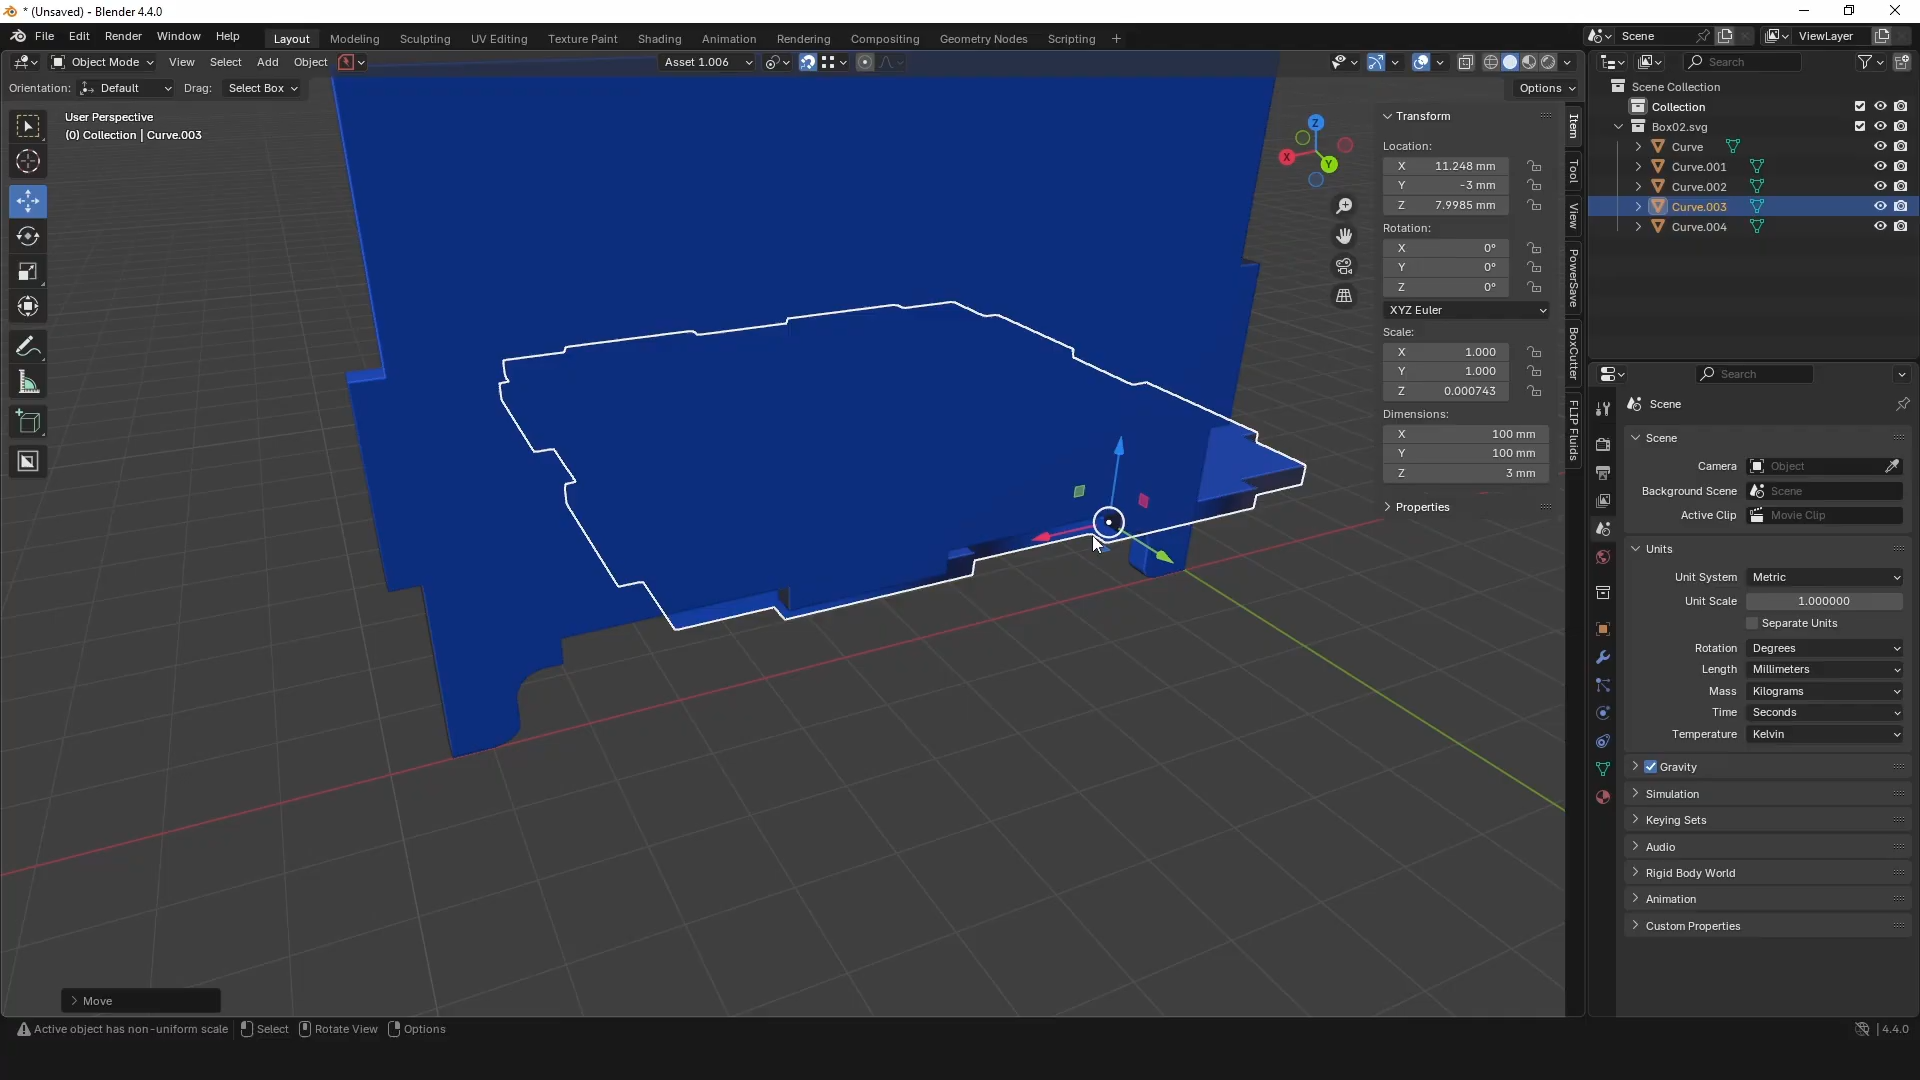 * (Unsaved) - Blender 4.4.0
File Edit Render Window Help
Layout Modeling Sculpting UV Editing Texture Paint Shading Animation Rendering Compositing Geometry Nodes Scripting +
Scene
ViewLayer
Object Mode View Select Add Object
Asset 1.006
Search
Orientation: Default Drag: Select Box
Options
User Perspective
(0) Collection | Curve.003
Z
X
Y
Transform
Location:
X 11.248 mm
Y -3 mm
Z 7.9985 mm
Rotation:
X 0°
Y 0°
Z 0°
XYZ Euler
Scale:
X 1.000
Y 1.000
Z 0.000743
Dimensions:
X 100 mm
Y 100 mm
Z 3 mm
Properties
Item
Tool
View
PowerSave
BoxCutter
FLIP Fluids
Scene Collection
Collection
Box02.svg
Curve
Curve.001
Curve.002
Curve.003
Curve.004
Search
Scene
Scene
Camera Object
Background Scene Scene
Active Clip Movie Clip
Units
Unit System Metric
Unit Scale 1.000000
Separate Units
Rotation Degrees
Length Millimeters
Mass Kilograms
Time Seconds
Temperature Kelvin
Gravity
Simulation
Keying Sets
Audio
Rigid Body World
Animation
Custom Properties
Move
Active object has non-uniform scale Select Rotate View Options
4.4.0